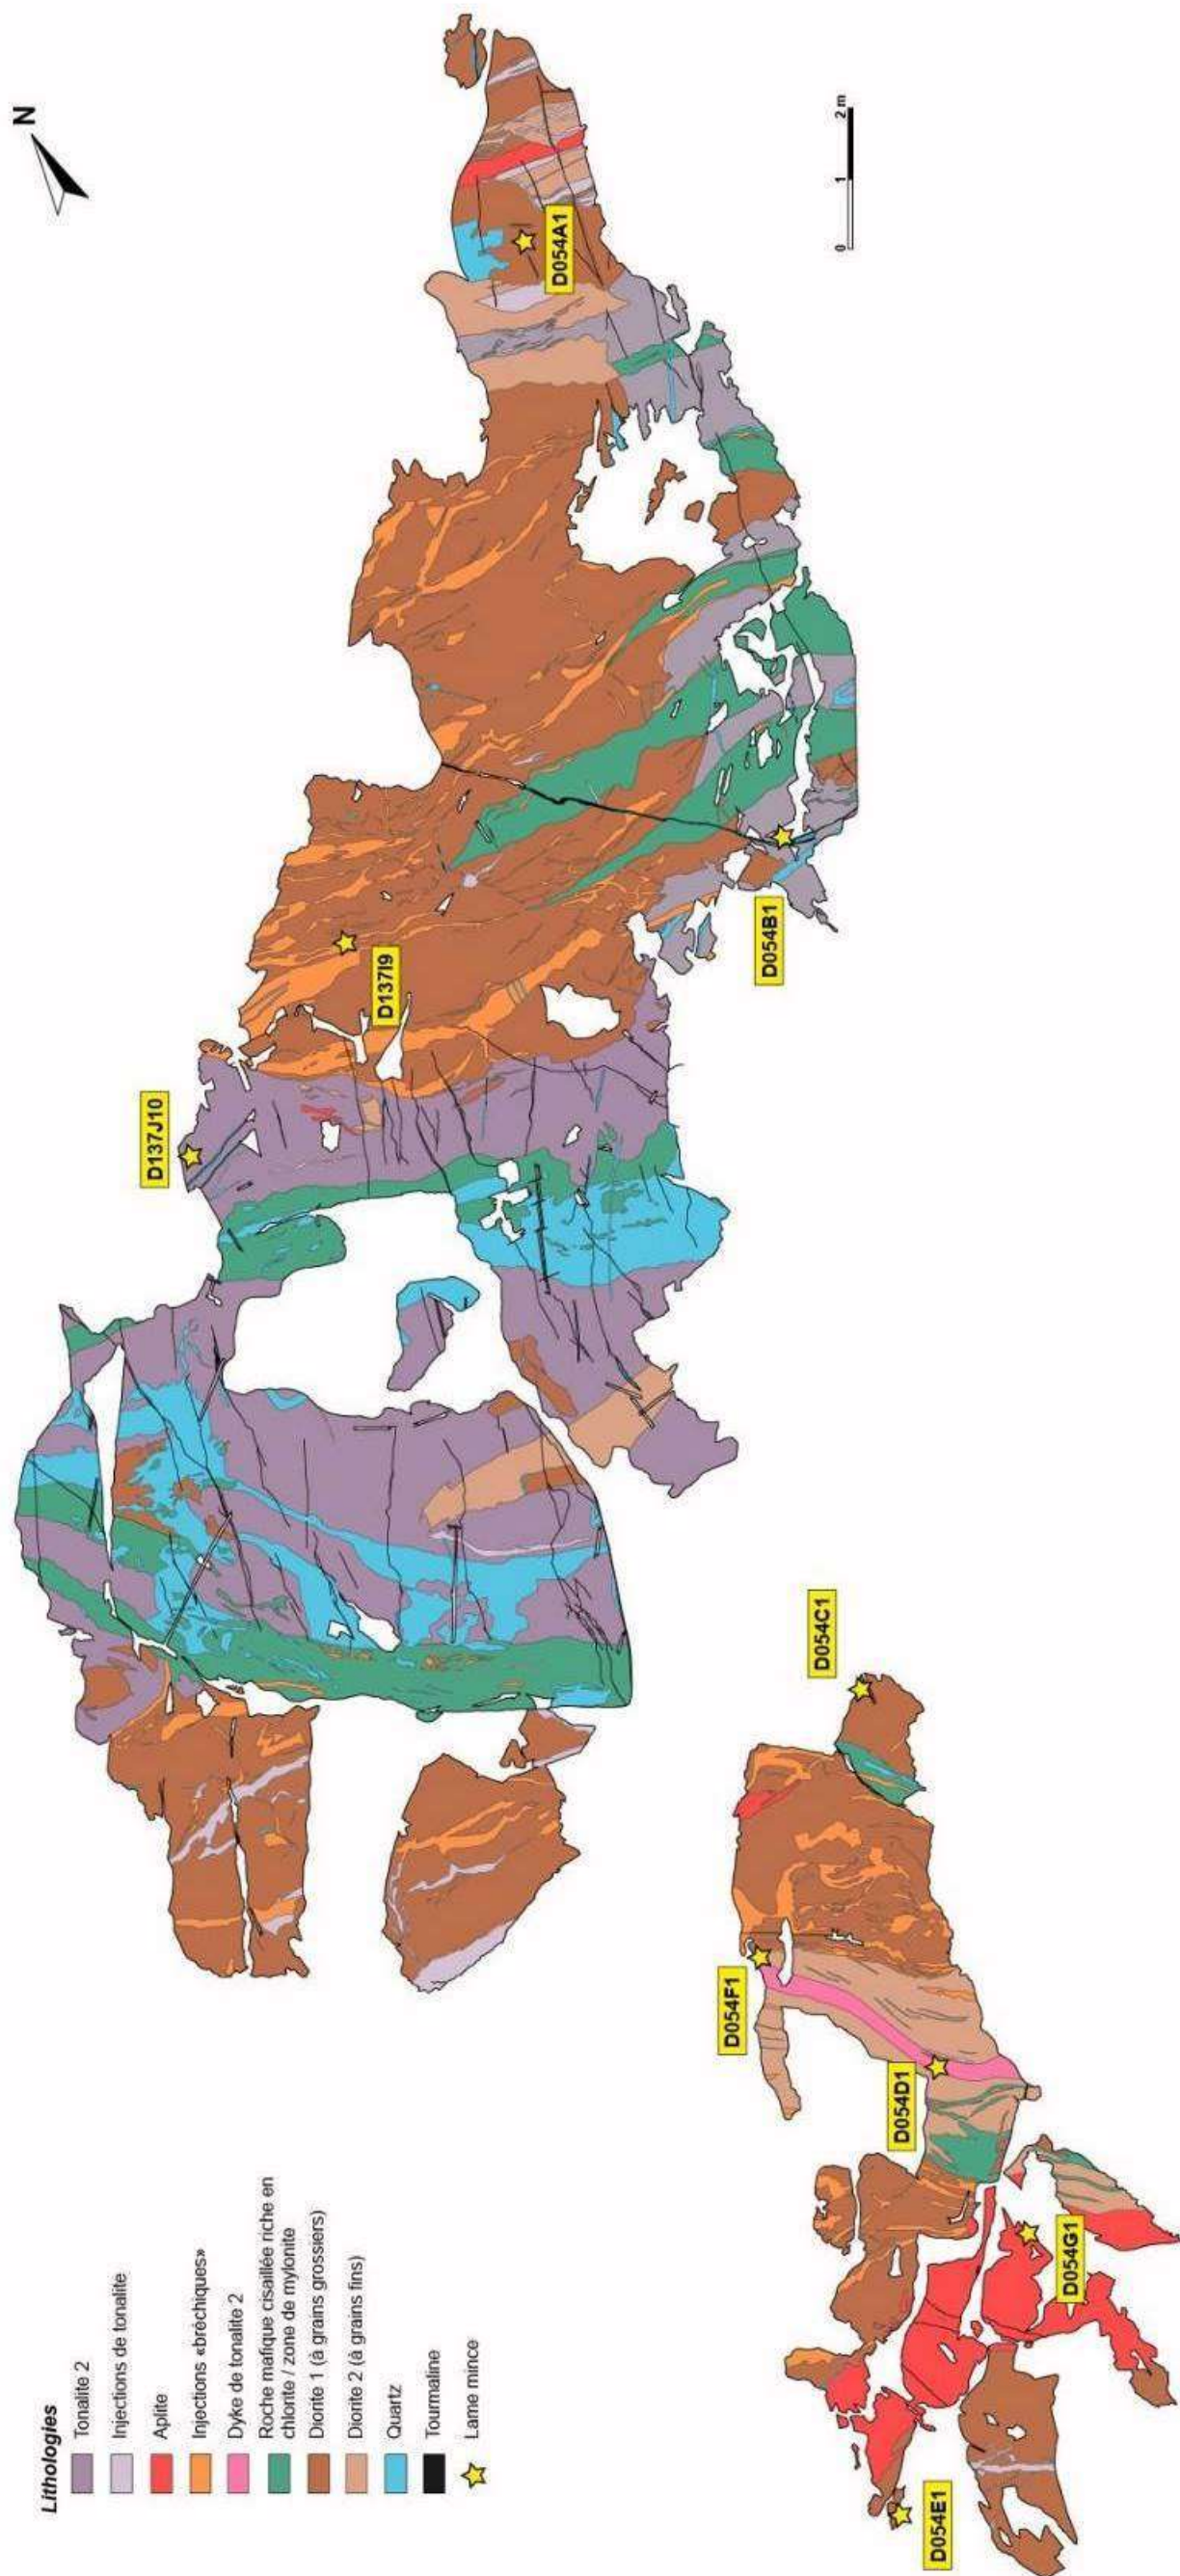 Lithologies
Tonalite 2
Injections de tonalite
Aplite
Injections «bréchiques»
Dyke de tonalite 2
Roche mafique cisaillée riche en
chlorite / zone de mylonite
Diorite 1 (à grains grossiers)
Diorite 2 (à grains fins)
Quartz
Tourmaline
Lame mince
N
0 1 2 m
D054A1
D054B1
D137I9
D137J10
D054C1
D054F1
D054D1
D054G1
D054E1